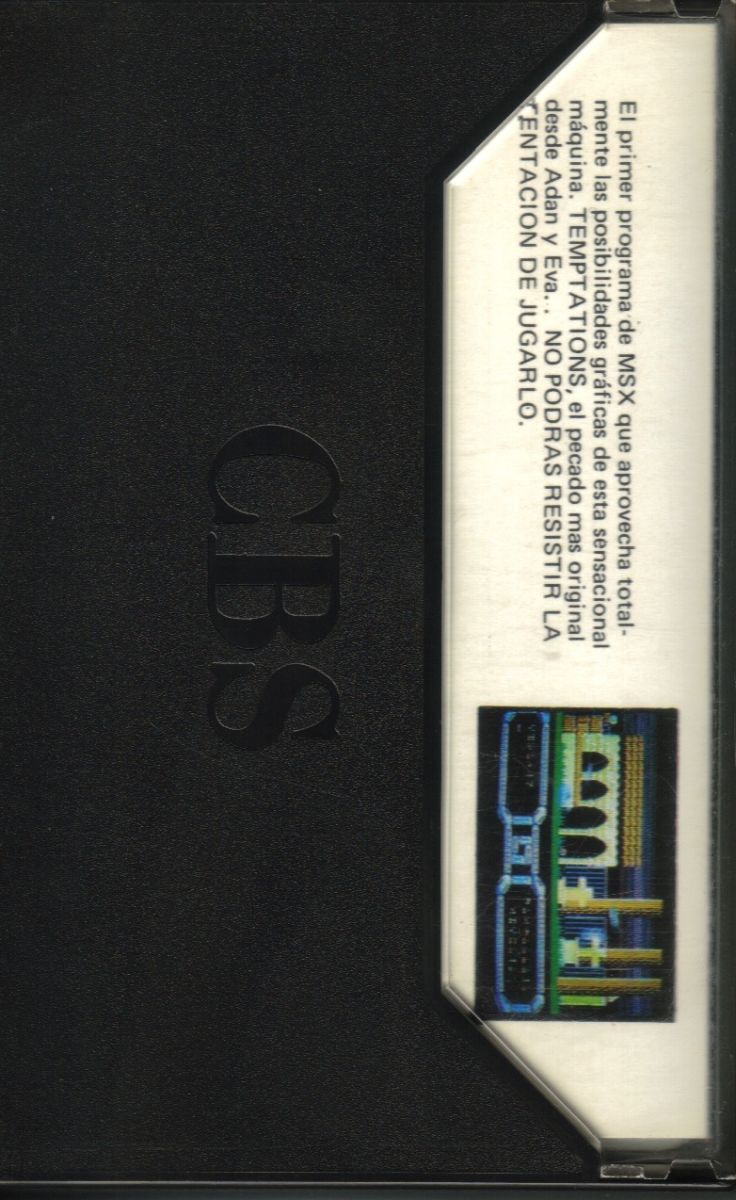 El primer programa de MSX que aprovecha total-
mente las posibilidades gráficas de esta sensacional
máquina. TEMPTATIONS, el pecado mas original
desde Adan y Eva... NO PODRAS RESISTIR LA
TENTACION DE JUGARLO.
CBS